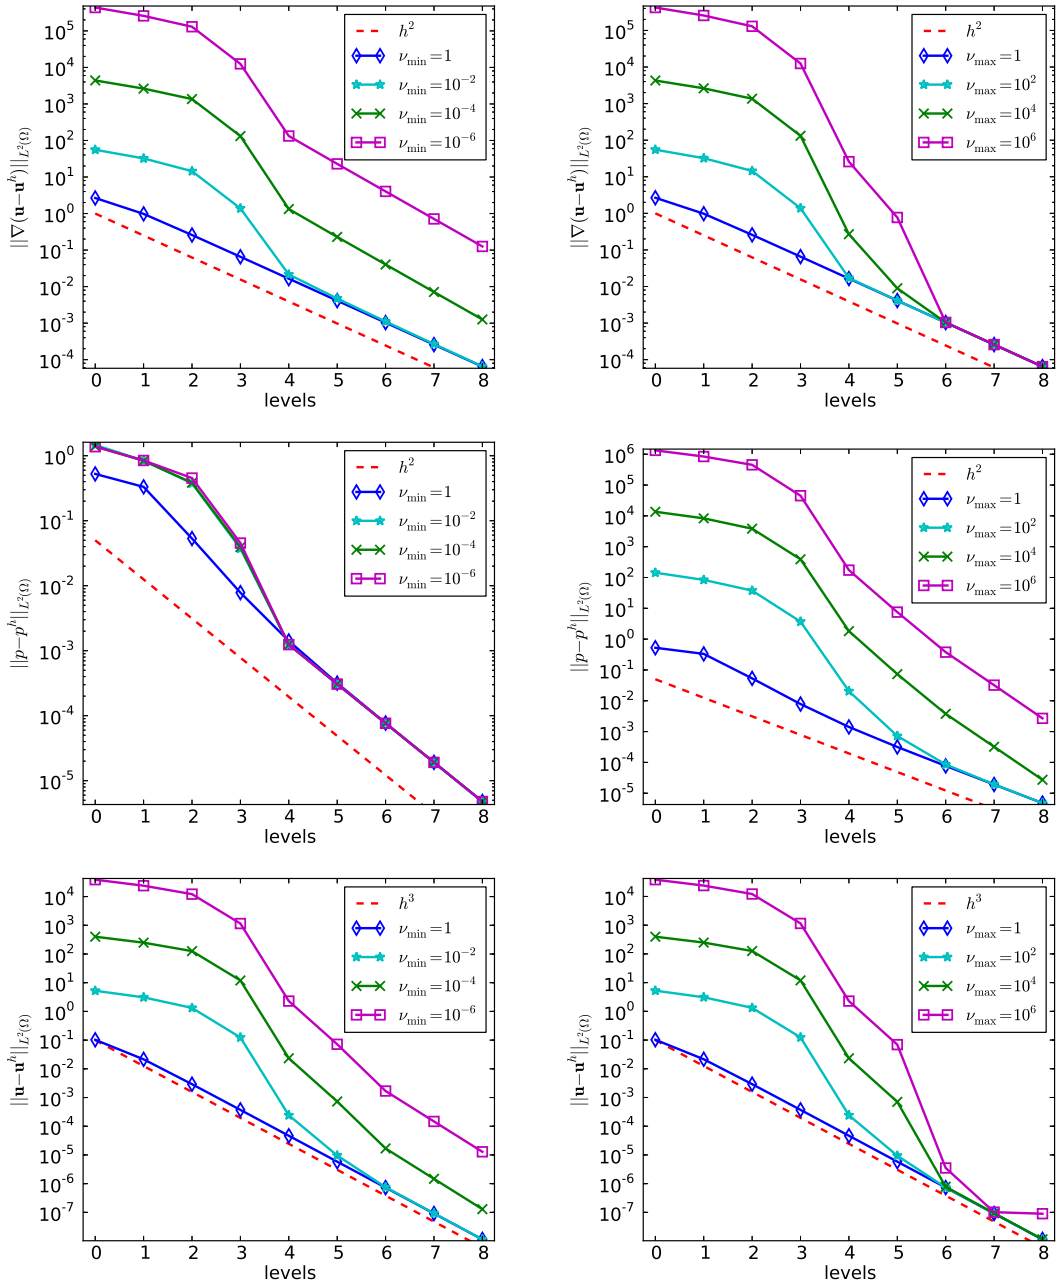 10^5
10^4
10^3
10^2
10^1
10^0
10^-1
10^-2
10^-3
10^-4
||∇(u−u^h)||_{L^2(Ω)}
h^2
ν_min=1
ν_min=10^-2
ν_min=10^-4
ν_min=10^-6
0 1 2 3 4 5 6 7 8
levels
10^5
10^4
10^3
10^2
10^1
10^0
10^-1
10^-2
10^-3
10^-4
||∇(u−u^h)||_{L^2(Ω)}
h^2
ν_max=1
ν_max=10^2
ν_max=10^4
ν_max=10^6
0 1 2 3 4 5 6 7 8
levels
10^0
10^-1
10^-2
10^-3
10^-4
10^-5
||p−p^h||_{L^2(Ω)}
h^2
ν_min=1
ν_min=10^-2
ν_min=10^-4
ν_min=10^-6
0 1 2 3 4 5 6 7 8
levels
10^6
10^5
10^4
10^3
10^2
10^1
10^0
10^-1
10^-2
10^-3
10^-4
10^-5
||p−p^h||_{L^2(Ω)}
h^2
ν_max=1
ν_max=10^2
ν_max=10^4
ν_max=10^6
0 1 2 3 4 5 6 7 8
levels
10^4
10^3
10^2
10^1
10^0
10^-1
10^-2
10^-3
10^-4
10^-5
10^-6
10^-7
||u−u^h||_{L^2(Ω)}
h^3
ν_min=1
ν_min=10^-2
ν_min=10^-4
ν_min=10^-6
0 1 2 3 4 5 6 7 8
levels
10^4
10^3
10^2
10^1
10^0
10^-1
10^-2
10^-3
10^-4
10^-5
10^-6
10^-7
||u−u^h||_{L^2(Ω)}
h^3
ν_max=1
ν_max=10^2
ν_max=10^4
ν_max=10^6
0 1 2 3 4 5 6 7 8
levels